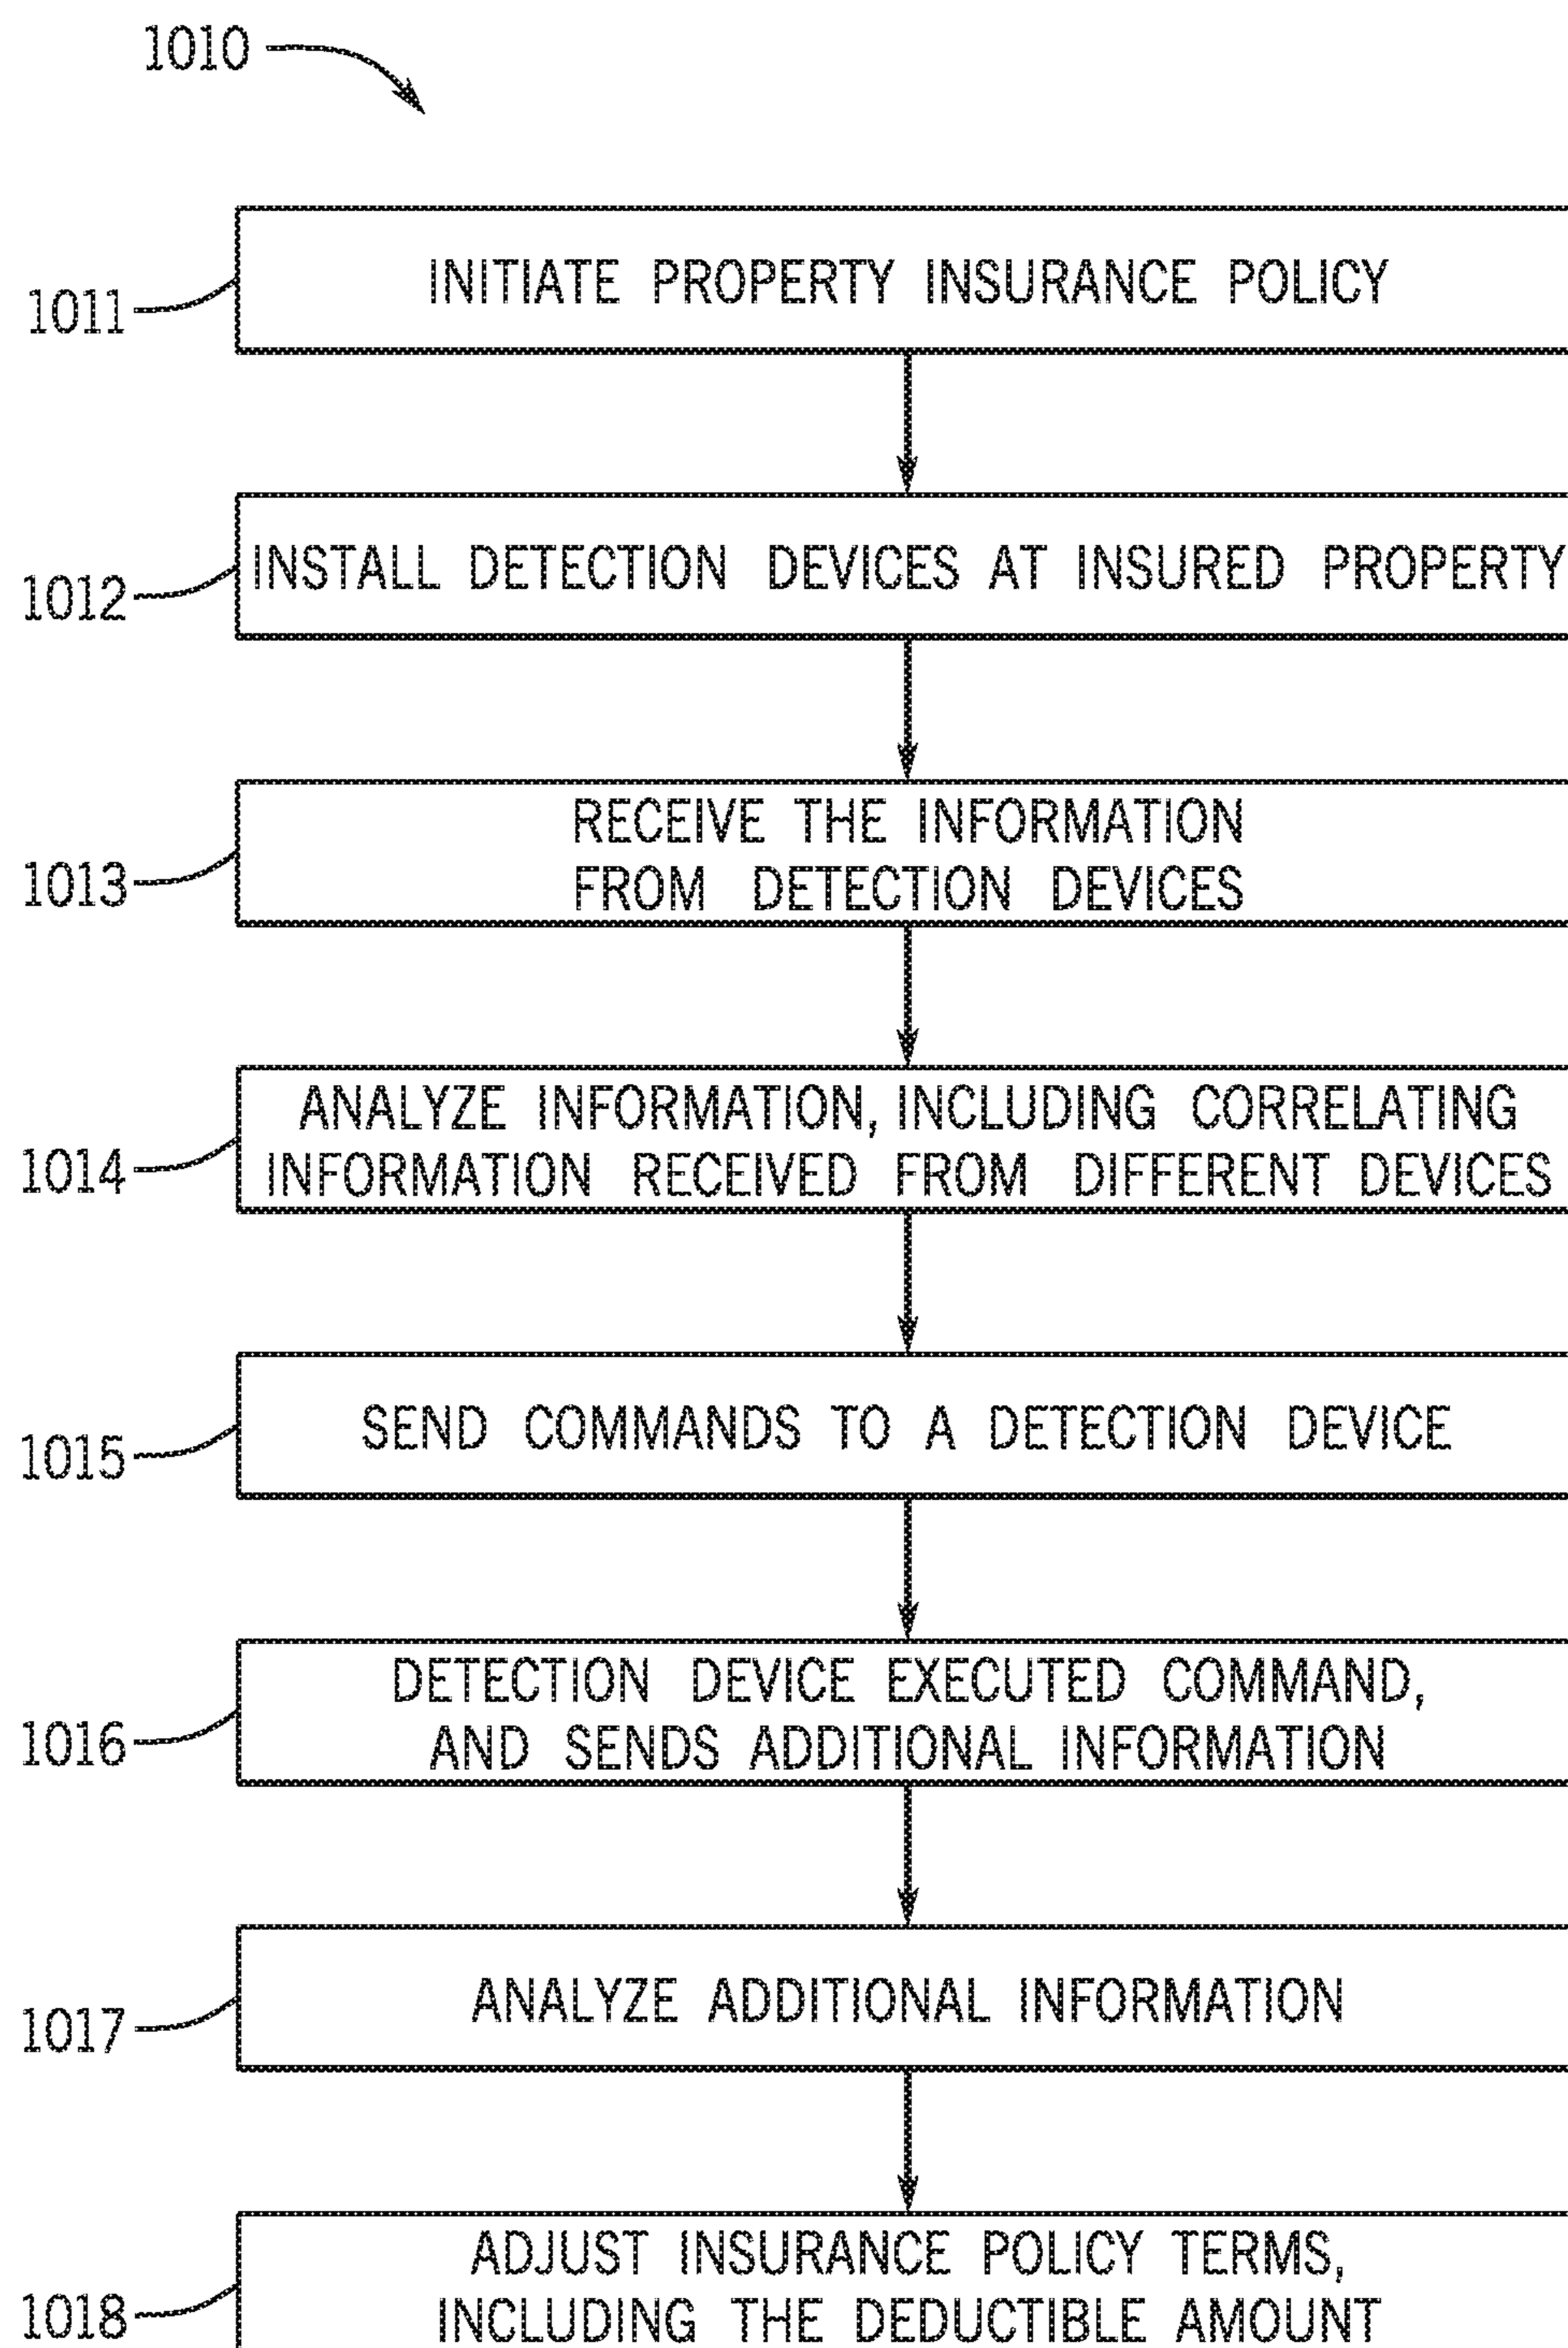 1010
1011
INITIATE PROPERTY INSURANCE POLICY
1012
INSTALL DETECTION DEVICES AT INSURED PROPERTY
1013
RECEIVE THE INFORMATION
FROM DETECTION DEVICES
1014
ANALYZE INFORMATION, INCLUDING CORRELATING
INFORMATION RECEIVED FROM DIFFERENT DEVICES
1015
SEND COMMANDS TO A DETECTION DEVICE
1016
DETECTION DEVICE EXECUTED COMMAND,
AND SENDS ADDITIONAL INFORMATION
1017
ANALYZE ADDITIONAL INFORMATION
1018
ADJUST INSURANCE POLICY TERMS,
INCLUDING THE DEDUCTIBLE AMOUNT